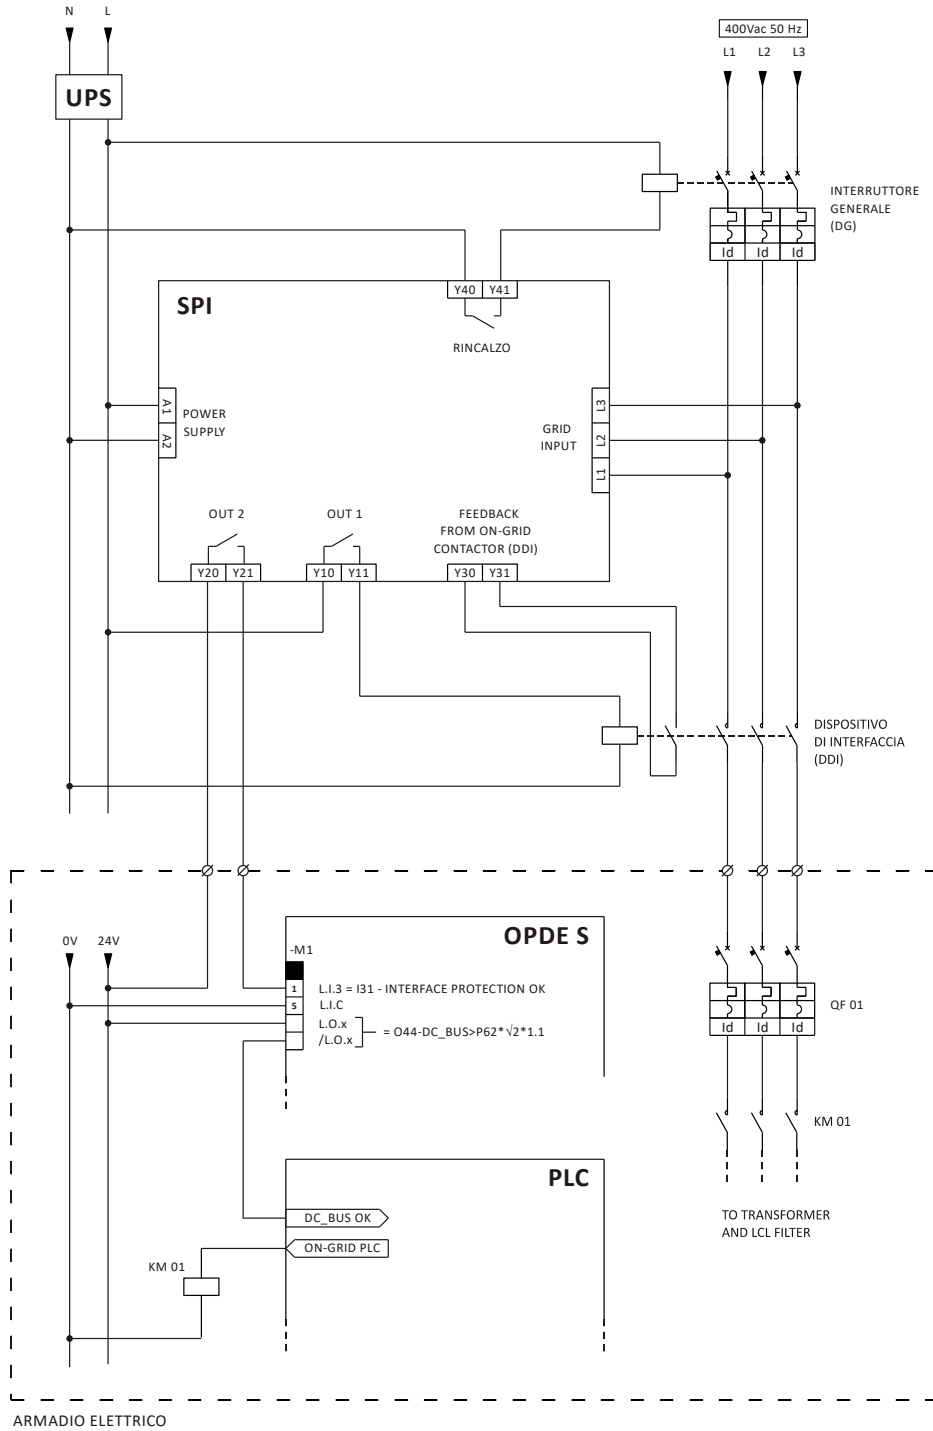 N L
400Vac 50 Hz
L1 L2 L3
UPS
INTERRUTTORE
GENERALE
(DG)
Id Id Id
SPI
Y40 Y41
RINCALZO
A1
A2
POWER
SUPPLY
GRID
INPUT
L3
L2
L1
OUT 2
OUT 1
FEEDBACK
FROM ON-GRID
CONTACTOR (DDI)
Y20 Y21
Y10 Y11
Y30 Y31
DISPOSITIVO
DI INTERFACCIA
(DDI)
0V 24V
OPDE S
-M1
1 L.I.3 = I31 - INTERFACE PROTECTION OK
5 L.I.C
L.O.x
/L.O.x
= O44-DC_BUS>P62*√2*1.1
QF 01
Id Id Id
KM 01
PLC
DC_BUS OK
ON-GRID PLC
KM 01
TO TRANSFORMER
AND LCL FILTER
ARMADIO ELETTRICO